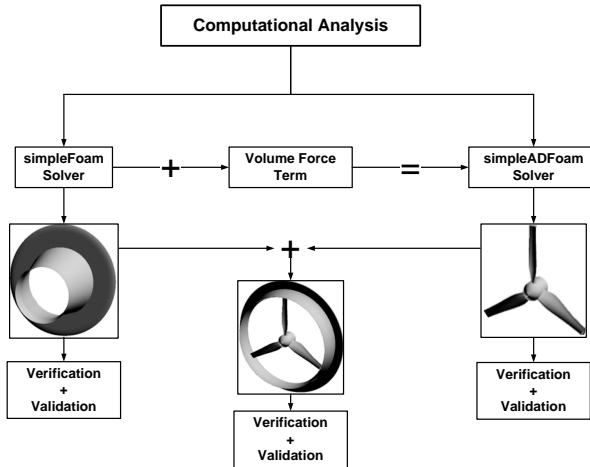 Computational Analysis
simpleFoam
Solver
+
Volume Force
Term
=
simpleADFoam
Solver
+
Verification
+
Validation
Verification
+
Validation
Verification
+
Validation